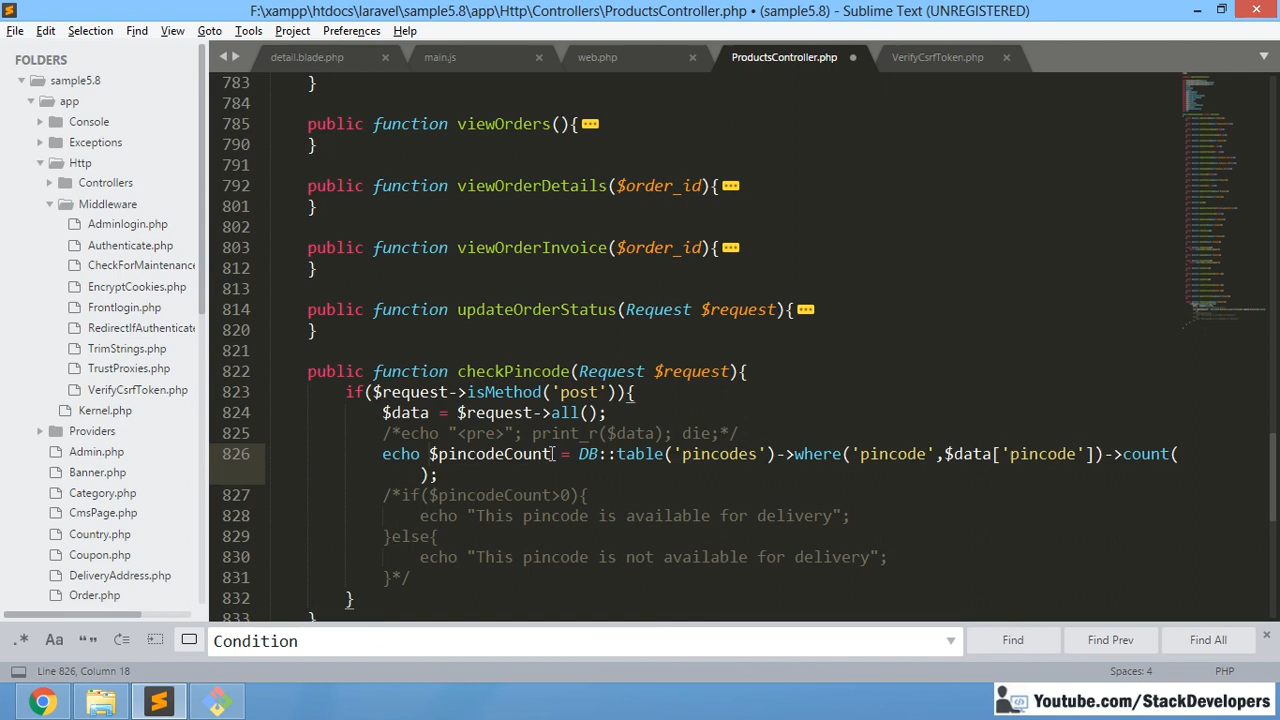 F:\xampp\htdocs\laravel\sample5.8\app\Http\Controllers\ProductsController.php • (sample5.8) - Sublime Text (UNREGISTERED)
File Edit Selection Find View Goto Tools Project Preferences Help
FOLDERS
sample5.8
app
Console
Exceptions
Http
Controllers
Middleware
Adminlogin.php
Authenticate.php
CheckForMaintenance
EncryptCookies.php
Frontlogin.php
RedirectIfAuthenticate
TrimStrings.php
TrustProxies.php
VerifyCsrfToken.php
Kernel.php
Providers
Admin.php
Banner.php
Category.php
CmsPage.php
Country.php
Coupon.php
DeliveryAddress.php
Order.php
detail.blade.php main.js web.php ProductsController.php VerifyCsrfToken.php
783 }
784
785 public function viewOrders(){
790 }
791
792 public function viewOrderDetails($order_id){
801 }
802
803 public function viewOrderInvoice($order_id){
812 }
813
814 public function updateOrderStatus(Request $request){
820 }
821
822 public function checkPincode(Request $request){
823 if($request->isMethod('post')){
824 $data = $request->all();
825 /*echo "<pre>"; print_r($data); die;*/
826 echo $pincodeCount = DB::table('pincodes')->where('pincode',$data['pincode'])->count(
);
827 /*if($pincodeCount>0){
828 echo "This pincode is available for delivery";
829 }else{
830 echo "This pincode is not available for delivery";
831 }*/
832 }
833 }
.* Aa “” Condition Find Find Prev Find All
Line 826, Column 18 Spaces: 4 PHP
Youtube.com/StackDevelopers